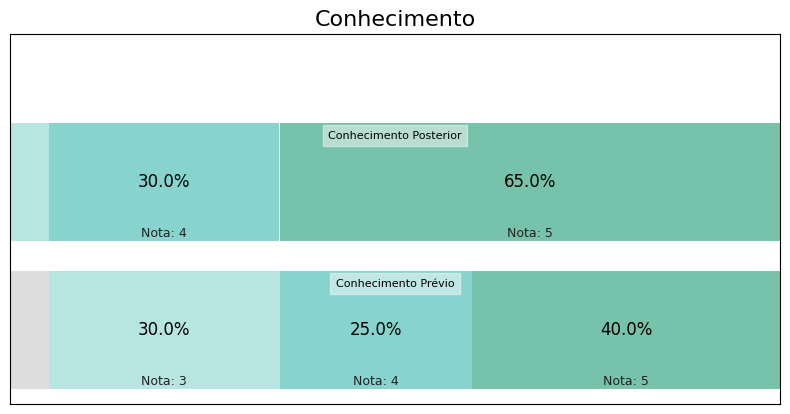 Conhecimento
Conhecimento Posterior
30.0%
65.0%
Nota: 4
Nota: 5
Conhecimento Prévio
30.0%
25.0%
40.0%
Nota: 3
Nota: 4
Nota: 5